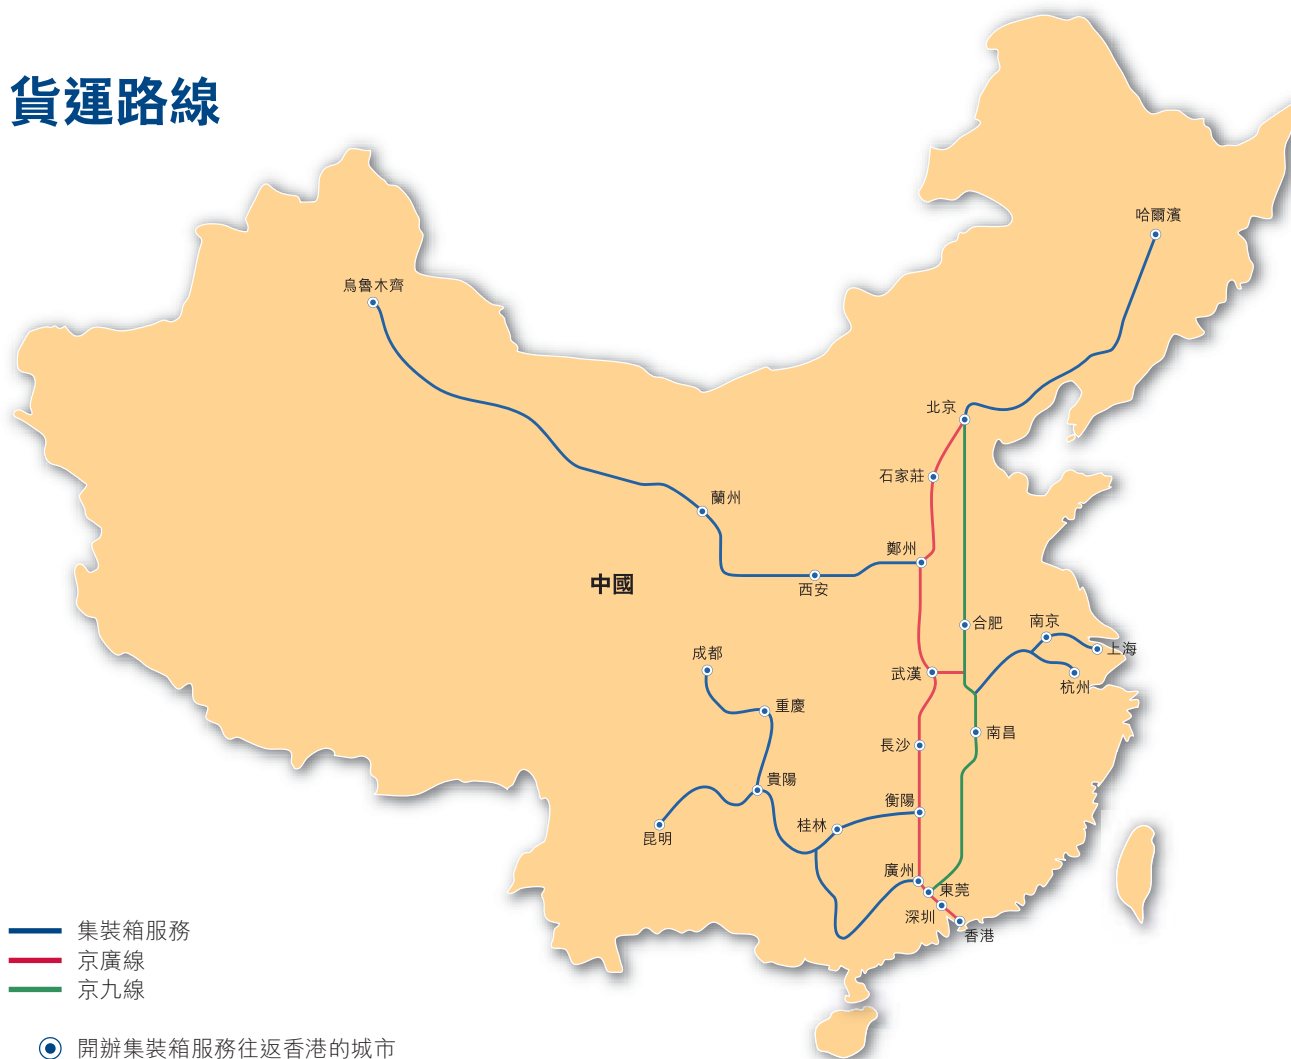 貨運路線
哈爾濱
烏魯木齊
北京
石家莊
蘭州
鄭州
西安
中國
合肥
南京
上海
成都
武漢
杭州
重慶
南昌
長沙
貴陽
衡陽
桂林
昆明
廣州
東莞
深圳
香港
集裝箱服務
京廣線
京九線
開辦集裝箱服務往返香港的城市